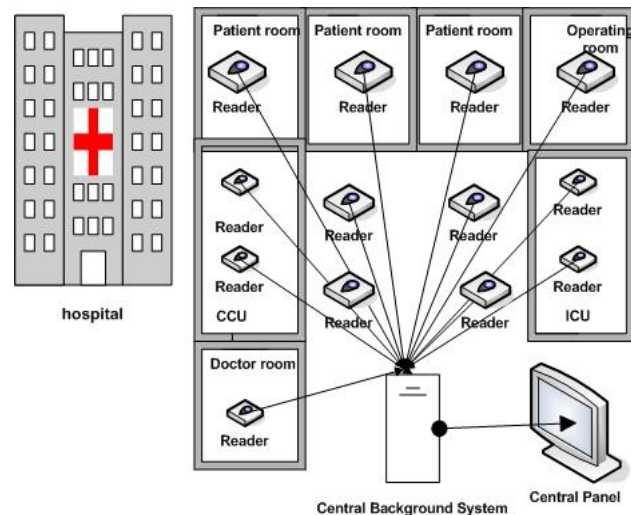 Patient room
Patient room
Patient room
Operating
room
Reader
Reader
Reader
Reader
Reader
Reader
Reader
Reader
Reader
Reader
Reader
Reader
CCU
ICU
hospital
Doctor room
Reader
Central Background System
Central Panel